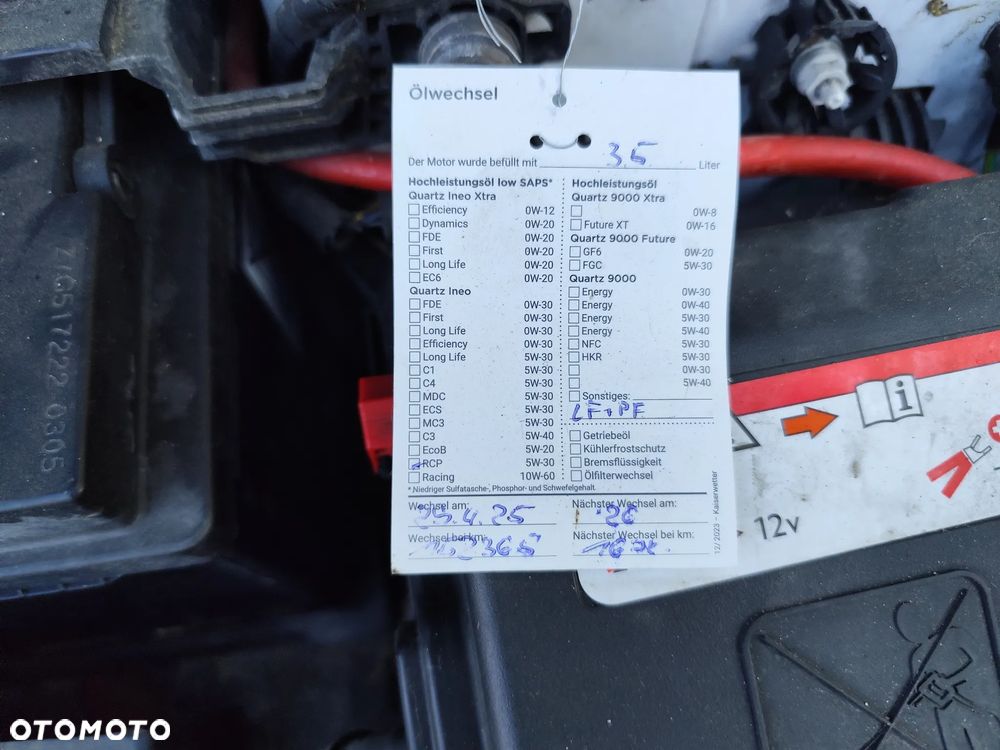 Ölwechsel
Der Motor wurde befüllt mit 3,5 Liter
Hochleistungsöl low SAPS*
Quartz Ineo Xtra
Efficiency 0W-12
Dynamics 0W-20
FDE 0W-20
First 0W-20
Long Life 0W-20
EC6 0W-20
Quartz Ineo
FDE 0W-30
First 0W-30
Long Life 0W-30
Efficiency 0W-30
Long Life 5W-30
C1 5W-30
C4 5W-30
MDC 5W-30
ECS 5W-30
MC3 5W-30
C3 5W-40
EcoB 5W-20
RCP 5W-30
Racing 10W-60
* Niedriger Sulfatasche-, Phosphor- und Schwefelgehalt.
Hochleistungsöl
Quartz 9000 Xtra
0W-8
Future XT 0W-16
Quartz 9000 Future
GF6 0W-20
FGC 5W-30
Quartz 9000
Energy 0W-30
Energy 0W-40
Energy 5W-30
Energy 5W-40
NFC 5W-30
HKR 5W-30
0W-30
5W-40
Sonstiges:
LF+PF
Getriebeöl
Kühlerfrostschutz
Bremsflüssigkeit
Ölfilterwechsel
Wechsel am:
Nächster Wechsel am:
'26
Wechsel bei km:
Nächster Wechsel bei km:
12/2023 – Kaiserwetter
12v
i
OTOMOTO